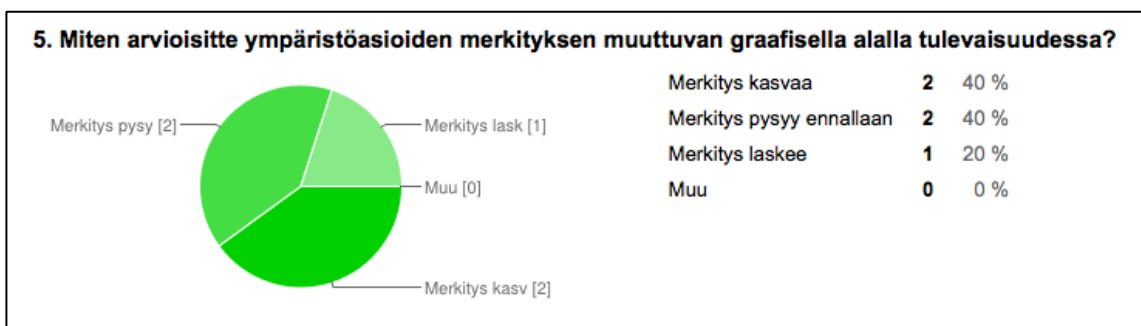 5. Miten arvioisitte ympäristöasioiden merkityksen muuttuvan graafisella alalla tulevaisuudessa?
Merkitys pysy [2]
Merkitys lask [1]
Muu [0]
Merkitys kasv [2]
Merkitys kasvaa 2 40 %
Merkitys pysyy ennallaan 2 40 %
Merkitys laskee 1 20 %
Muu 0 0 %